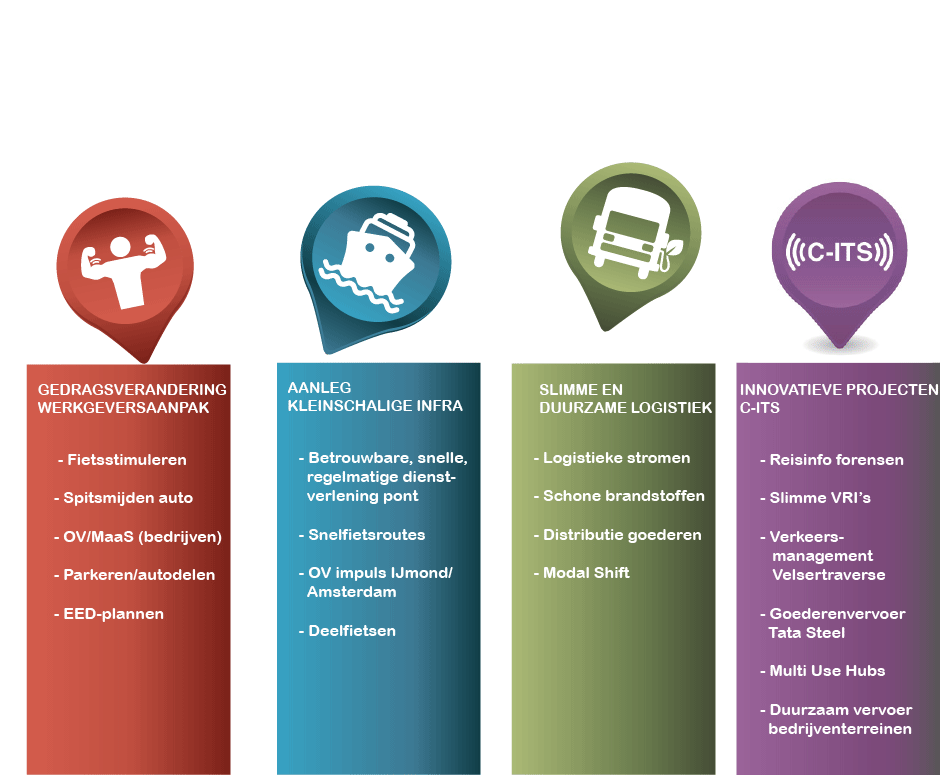 GEDRAGSVERANDERING
WERKGEVERSAANPAK
- Fietsstimuleren
- Spitsmijden auto
- OV/MaaS (bedrijven)
- Parkeren/autodelen
- EED-plannen
AANLEG
KLEINSCHALIGE INFRA
- Betrouwbare, snelle,
regelmatige dienst-
verlening pont
- Snelfietsroutes
- OV impuls IJmond/
Amsterdam
- Deelfietsen
SLIMME EN
DUURZAME LOGISTIEK
- Logistieke stromen
- Schone brandstoffen
- Distributie goederen
- Modal Shift
C-ITS
INNOVATIEVE PROJECTEN
C-ITS
- Reisinfo forensen
- Slimme VRI's
- Verkeers-
management
Velsertraverse
- Goederenvervoer
Tata Steel
- Multi Use Hubs
- Duurzaam vervoer
bedrijventerreinen